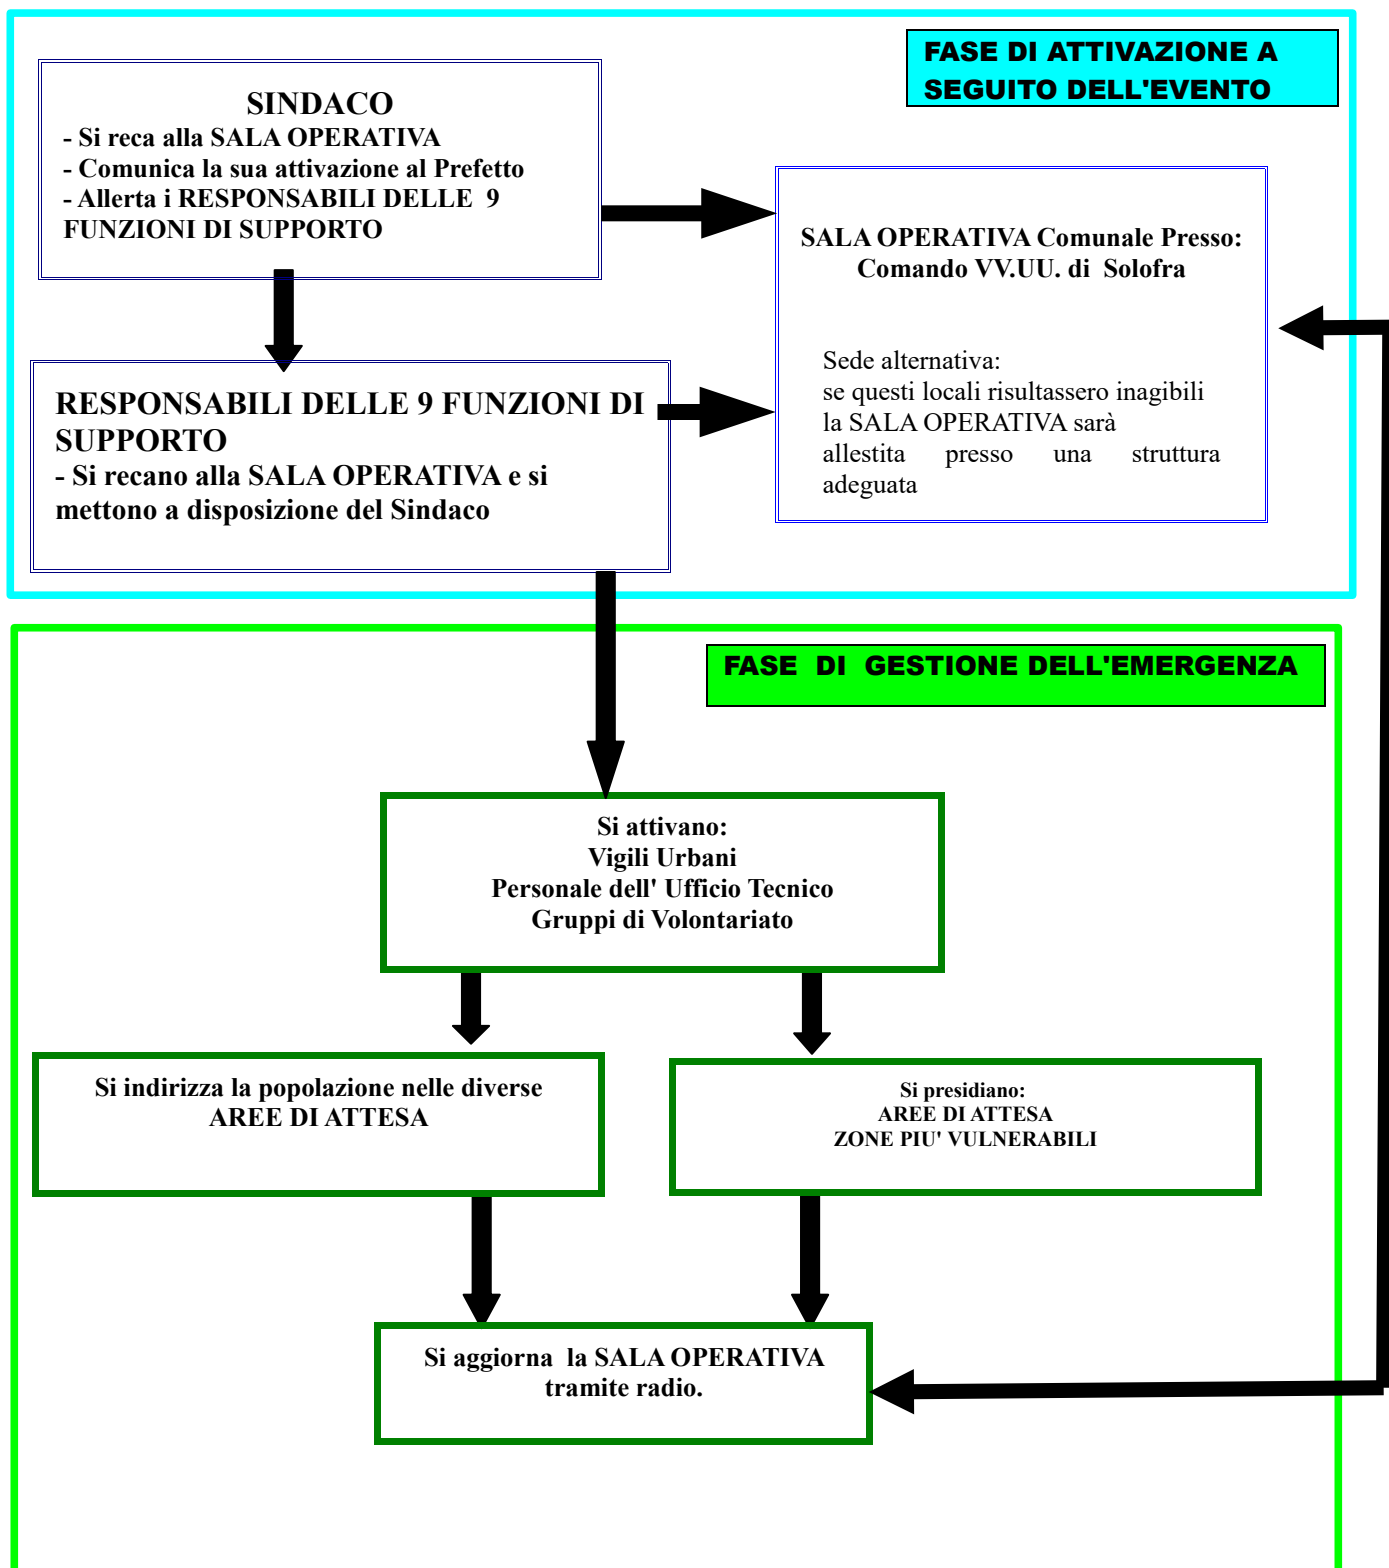 FASE DI ATTIVAZIONE A
SEGUITO DELL'EVENTO
SINDACO
- Si reca alla SALA OPERATIVA
- Comunica la sua attivazione al Prefetto
- Allerta i RESPONSABILI DELLE 9
FUNZIONI DI SUPPORTO
SALA OPERATIVA Comunale Presso:
Comando VV.UU. di Solofra
Sede alternativa:
se questi locali risultassero inagibili
la SALA OPERATIVA sarà
allestita presso una struttura
adeguata
RESPONSABILI DELLE 9 FUNZIONI DI
SUPPORTO
- Si recano alla SALA OPERATIVA e si
mettono a disposizione del Sindaco
FASE DI GESTIONE DELL'EMERGENZA
Si attivano:
Vigili Urbani
Personale dell' Ufficio Tecnico
Gruppi di Volontariato
Si indirizza la popolazione nelle diverse
AREE DI ATTESA
Si presidiano:
AREE DI ATTESA
ZONE PIU' VULNERABILI
Si aggiorna la SALA OPERATIVA
tramite radio.